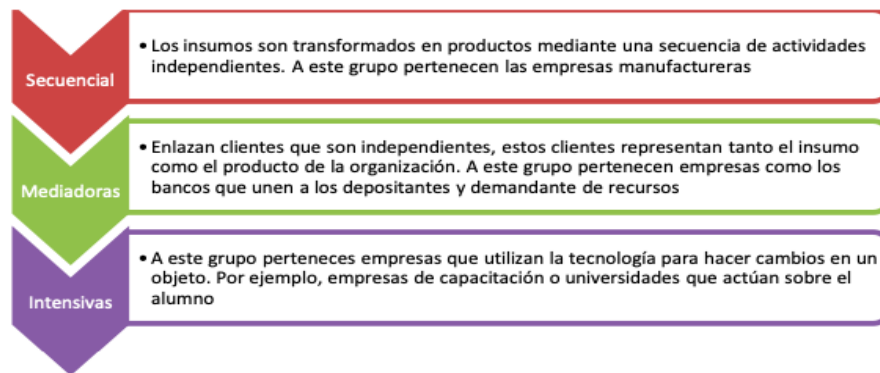 Secuencial
• Los insumos son transformados en productos mediante una secuencia de actividades
independientes. A este grupo pertenecen las empresas manufactureras
Mediadoras
• Enlazan clientes que son independientes, estos clientes representan tanto el insumo
como el producto de la organización. A este grupo pertenecen empresas como los
bancos que unen a los depositantes y demandante de recursos
Intensivas
• A este grupo perteneces empresas que utilizan la tecnología para hacer cambios en un
objeto. Por ejemplo, empresas de capacitación o universidades que actúan sobre el
alumno